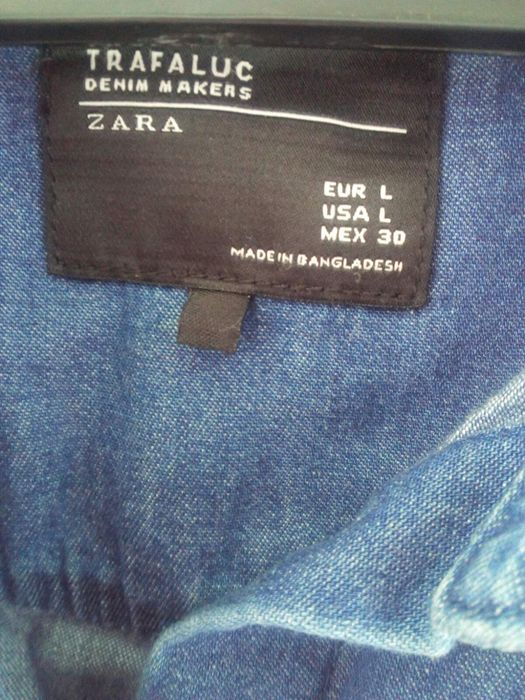 TRAFALUC
DENIM MAKERS
ZARA
EUR L
USA L
MEX 30
MADE IN BANGLADESH